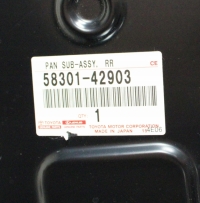 PAN SUB-ASSY, RR
58301-42903
1
TOYOTA MOTOR CORPORATION
MADE IN JAPAN